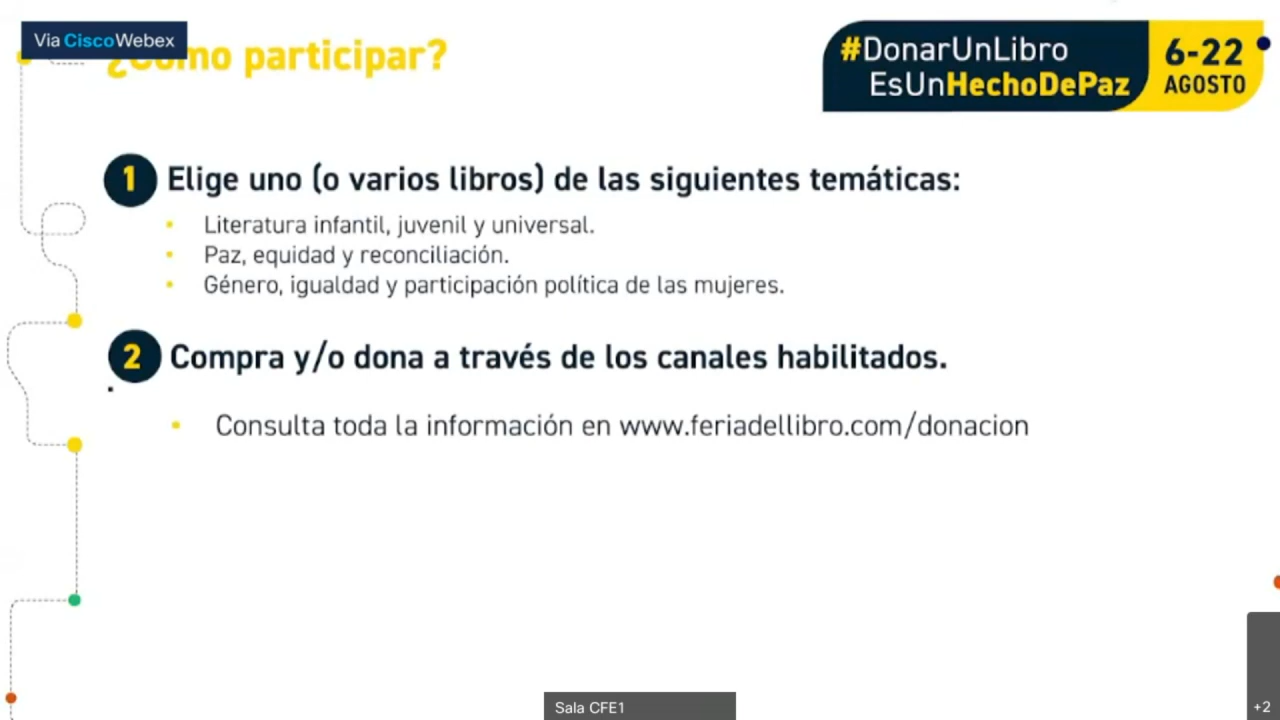 Via CiscoWebex
¿Cómo participar?
#DonarUnLibro
EsUnHechoDePaz
6-22
AGOSTO
1 Elige uno (o varios libros) de las siguientes temáticas:
• Literatura infantil, juvenil y universal.
• Paz, equidad y reconciliación.
• Género, igualdad y participación política de las mujeres.
2 Compra y/o dona a través de los canales habilitados.
• Consulta toda la información en www.feriadellibro.com/donacion
Sala CFE1
+2